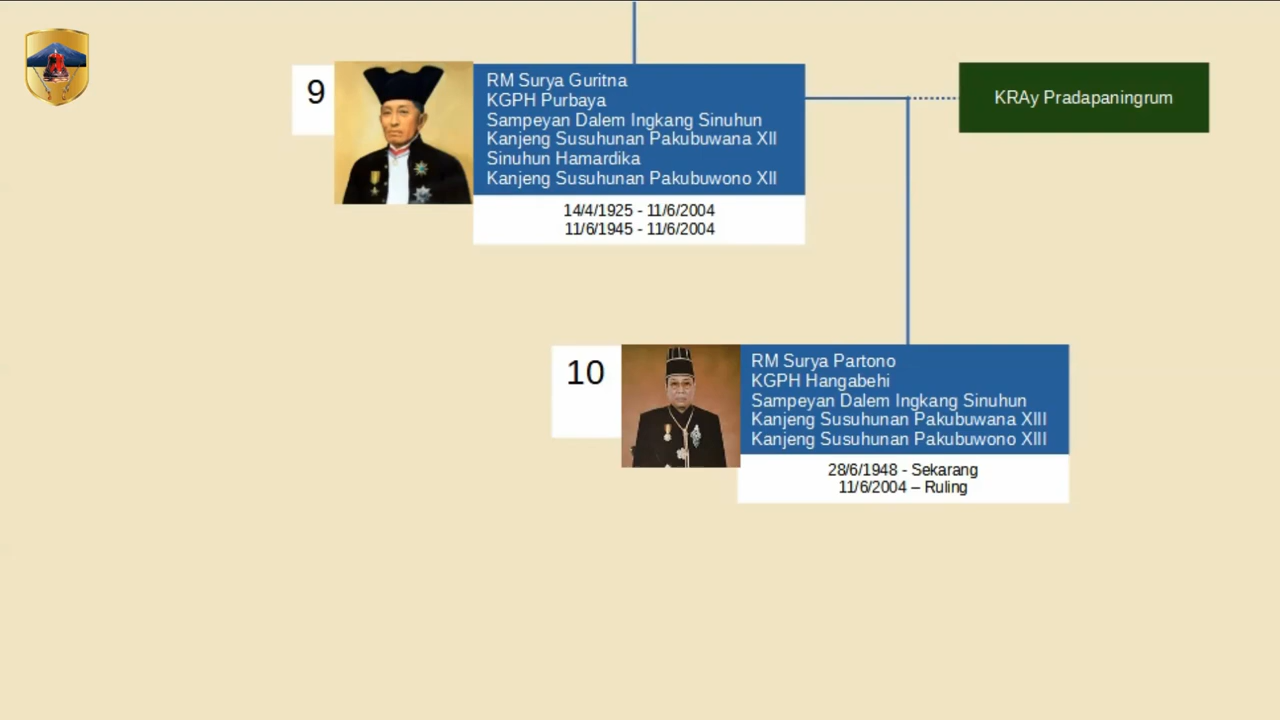 9
RM Surya Guritna
KGPH Purbaya
Sampeyan Dalem Ingkang Sinuhun
Kanjeng Susuhunan Pakubuwana XII
Sinuhun Hamardika
Kanjeng Susuhunan Pakubuwono XII
14/4/1925 - 11/6/2004
11/6/1945 - 11/6/2004
KRAy Pradapaningrum
10
RM Surya Partono
KGPH Hangabehi
Sampeyan Dalem Ingkang Sinuhun
Kanjeng Susuhunan Pakubuwana XIII
Kanjeng Susuhunan Pakubuwono XIII
28/6/1948 - Sekarang
11/6/2004 – Ruling